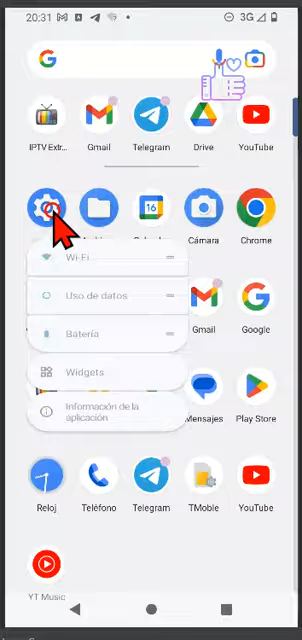 20:31
3G
IPTV Extr...
Gmail
Telegram
Drive
YouTube
16
Cámara
Chrome
Wi-Fi
Uso de datos
Batería
Gmail
Google
Widgets
Información de la
aplicación
Mensajes
Play Store
Reloj
Teléfono
Telegram
TMoble
YouTube
YT Music